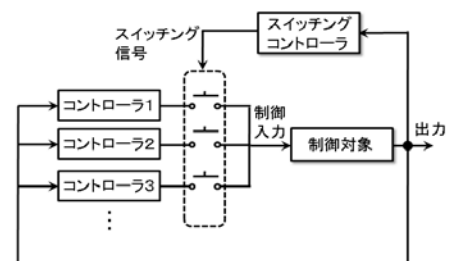 スイッチング
信号
スイッチング
コントローラ
コントローラ1
コントローラ2
コントローラ3
⋮
制御
入力
制御対象
出力